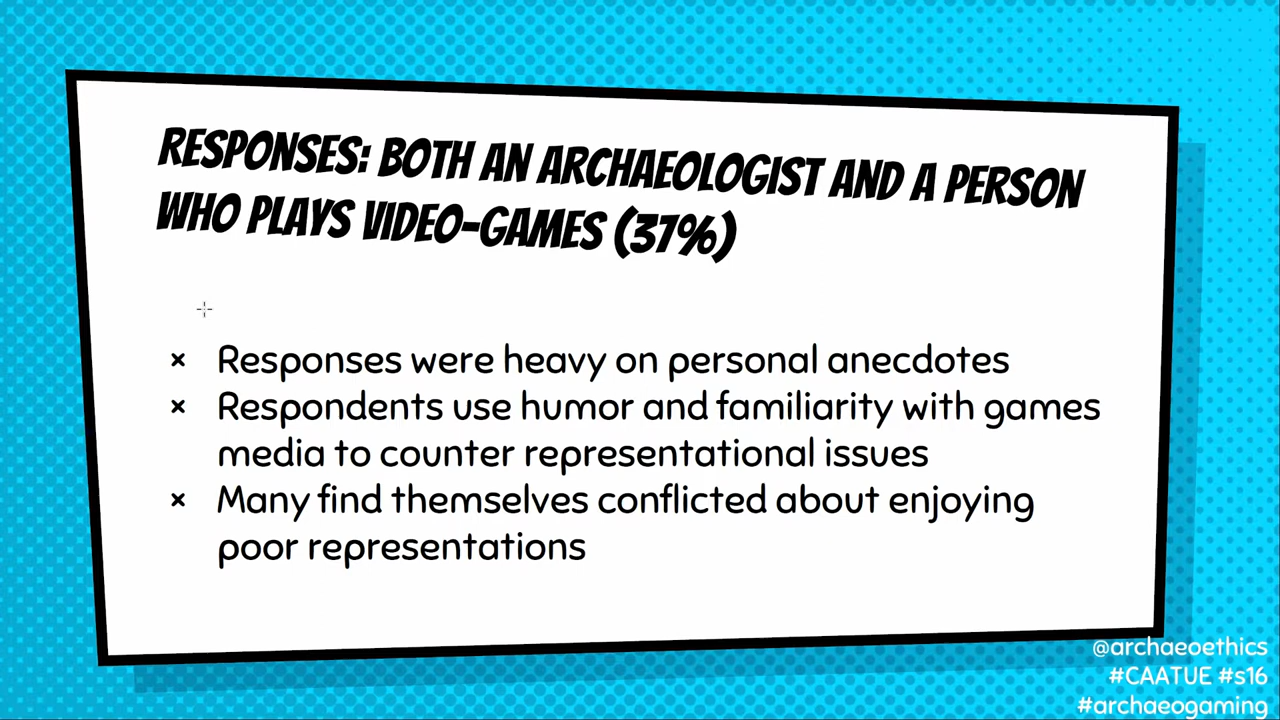 RESPONSES: BOTH AN ARCHAEOLOGIST AND A PERSON
WHO PLAYS VIDEO-GAMES (37%)
× Responses were heavy on personal anecdotes
× Respondents use humor and familiarity with games
media to counter representational issues
× Many find themselves conflicted about enjoying
poor representations
@archaeoethics
#CAATUE #s16
#archaeogaming